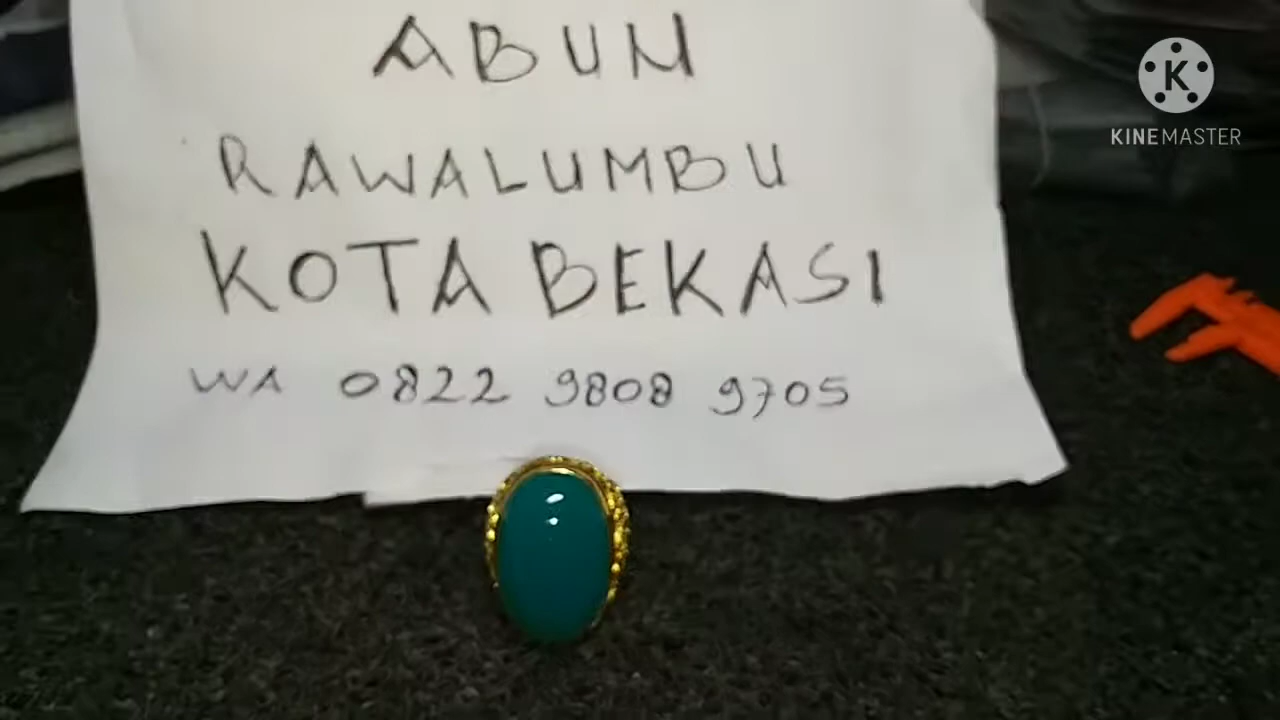 ABUN
RAWALUMBU
KOTA BEKASI
WA 0822 9808 9705
K
KINEMASTER